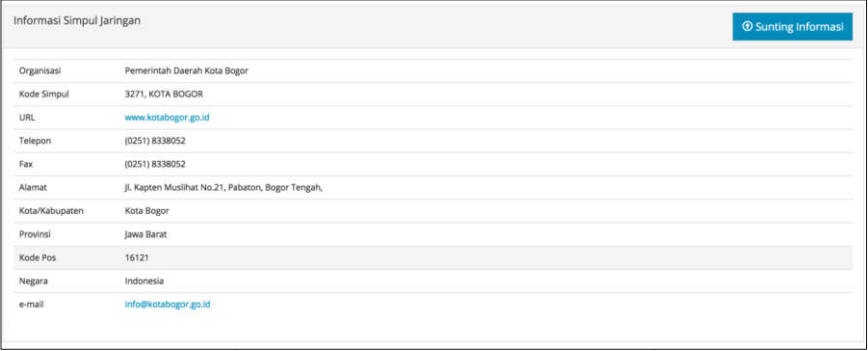 Informasi Simpul Jaringan
Sunting Informasi
Organisasi Pemerintah Daerah Kota Bogor
Kode Simpul 3271, KOTA BOGOR
URL www.kotabogor.go.id
Telepon (0251) 8338052
Fax (0251) 8338052
Alamat Jl. Kapten Muslihat No.21, Pabaton, Bogor Tengah,
Kota/Kabupaten Kota Bogor
Provinsi Jawa Barat
Kode Pos 16121
Negara Indonesia
e-mail info@kotabogor.go.id